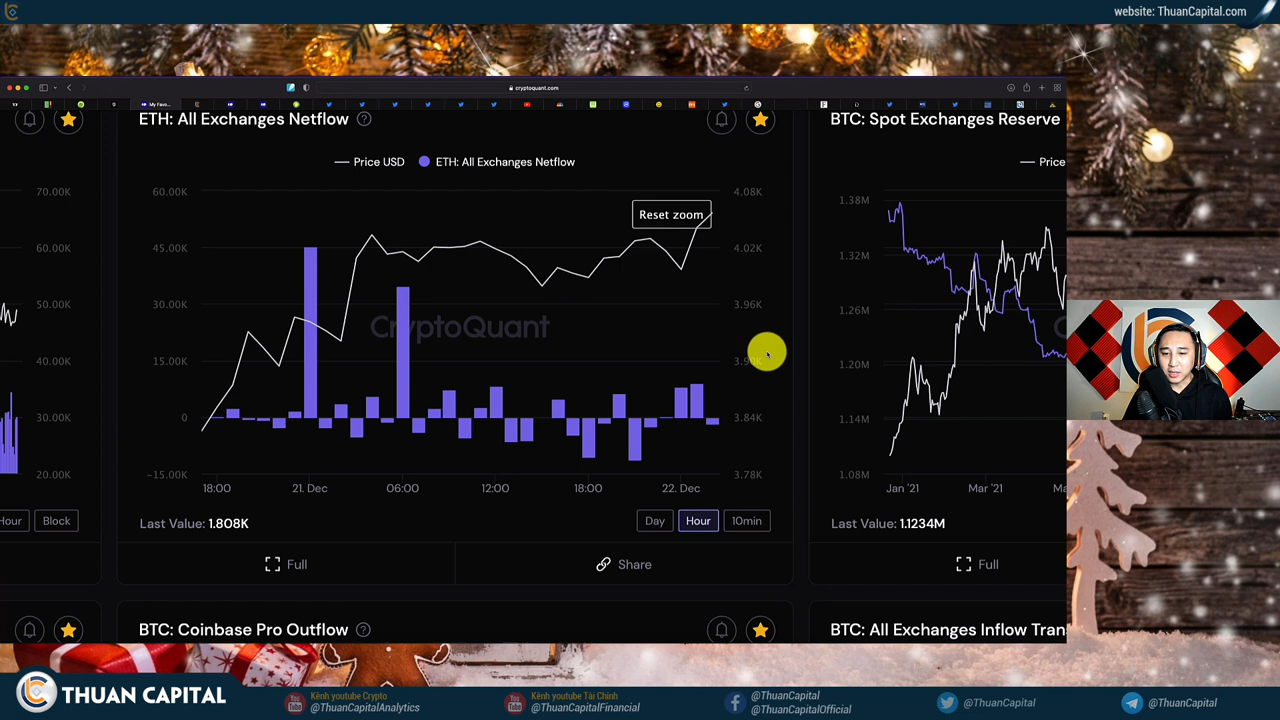 website: ThuanCapital.com
cryptoquant.com
My Favo...
ETH: All Exchanges Netflow
BTC: Spot Exchanges Reserve
Price USD
ETH: All Exchanges Netflow
Price
70.00K
60.00K
50.00K
40.00K
30.00K
20.00K
60.00K
45.00K
30.00K
15.00K
0
-15.00K
Reset zoom
CryptoQuant
4.08K
4.02K
3.96K
3.90K
3.84K
3.78K
18:00
21. Dec
06:00
12:00
18:00
22. Dec
1.38M
1.32M
1.26M
1.20M
1.14M
1.08M
Jan '21
Mar '21
Hour
Block
Last Value: 1.808K
Day
Hour
10min
Last Value: 1.1234M
Full
Share
Full
BTC: Coinbase Pro Outflow
BTC: All Exchanges Inflow Tran
THUAN CAPITAL
Kênh youtube Crypto
@ThuanCapitalAnalytics
Kênh youtube Tài Chính
@ThuanCapitalFinancial
@ThuanCapital
@ThuanCapitalOfficial
@ThuanCapital
@ThuanCapital